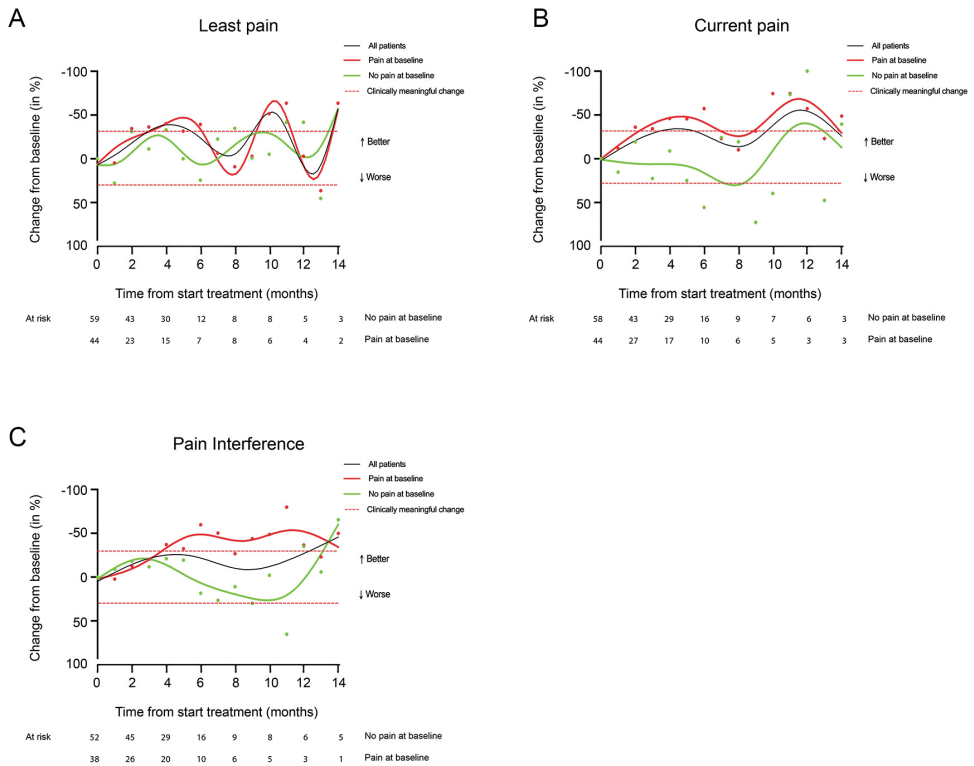 A
Least pain
All patients
Pain at baseline
No pain at baseline
Clinically meaningful change
Change from baseline (in %)
-100
-50
0
50
100
↑ Better
↓ Worse
0 2 4 6 8 10 12 14
Time from start treatment (months)
At risk 59 43 30 12 8 8 5 3 No pain at baseline
44 23 15 7 8 6 4 2 Pain at baseline
B
Current pain
All patients
Pain at baseline
No pain at baseline
Clinically meaningful change
Change from baseline (in %)
-100
-50
0
50
100
↑ Better
↓ Worse
0 2 4 6 8 10 12 14
Time from start treatment (months)
At risk 58 43 29 16 9 7 6 3 No pain at baseline
44 27 17 10 6 5 3 3 Pain at baseline
C
Pain Interference
All patients
Pain at baseline
No pain at baseline
Clinically meaningful change
Change from baseline (in %)
-100
-50
0
50
100
↑ Better
↓ Worse
0 2 4 6 8 10 12 14
Time from start treatment (months)
At risk 52 45 29 16 9 8 6 5 No pain at baseline
38 26 20 10 6 5 3 1 Pain at baseline